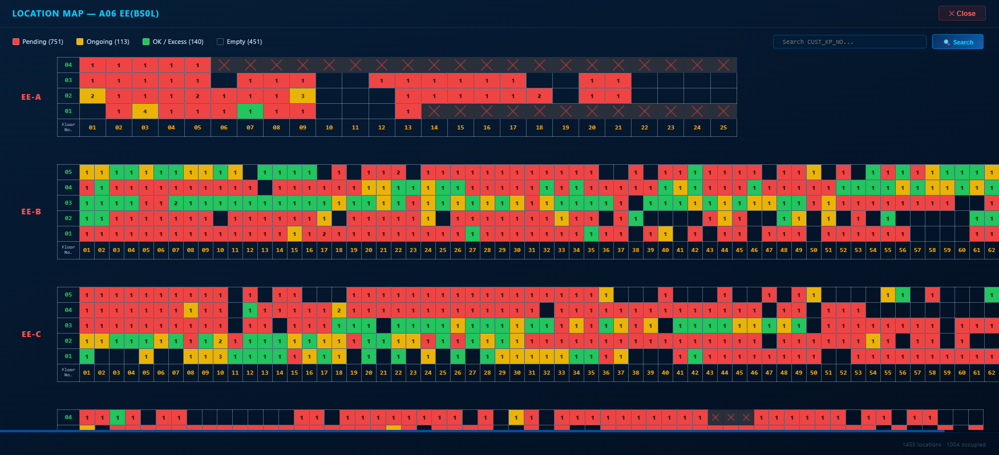 LOCATION MAP — A06 EE(BS0L)
Close
Pending (751) Ongoing (113) OK / Excess (140) Empty (451)
Search CUST_KP_NO...
Search
EE-A
04 1 1 1 1 1
03 1 1 1 1 1 1 1 1 1 1 1 1 1 1 1 1
02 2 1 1 1 2 1 1 1 3 1 1 1 1 1 2 1 1
01 1 4 1 1 1 1 1 1 1
Floor No. 01 02 03 04 05 06 07 08 09 10 11 12 13 14 15 16 17 18 19 20 21 22 23 24 25
EE-B
05 1 1 1 1 1 1 1 1 1 1 1 1 1 1 1 1 1 1 2 1 1 1 1 1 1 1 1 1 1 1 1 1 1 1 1 1 1 1 1 1 1 1 1 1 1 1 1 1 1 1 1 1
04 1 1 1 1 1 1 1 1 1 1 1 1 1 1 1 1 1 1 1 1 1 1 1 1 1 1 1 1 1 1 1 1 1 1 1 1 1 1 1 1 1 1 1 1 1 1 1 1 1 1 1 1 1 1 1 1 1 1 1 1 1
03 1 1 1 1 1 1 2 1 1 1 1 1 1 1 1 1 1 1 1 1 1 1 1 1 1 1 1 1 1 1 1 1 1 1 1 1 1 1 1 1 1 1 1 1 1 1 1 1 1 1 1 1 1 1 1 1 1 1 1
02 1 1 1 1 1 1 1 1 1 1 1 1 1 1 1 1 1 1 1 1 1 1 1 1 1 1 1 1 1 1 1 1 1 1 1 1 1 1 1 1 1 1 1 1
01 1 1 1 1 1 1 1 1 1 1 1 1 1 1 1 1 2 1 1 1 1 1 1 1 1 1 1 1 1 1 1 1 1 1 1 1 1 1 1 1 1 1 1 1 1 1 1 1 1 1 1 1 1
Floor No. 01 02 03 04 05 06 07 08 09 10 11 12 13 14 15 16 17 18 19 20 21 22 23 24 25 26 27 28 29 30 31 32 33 34 35 36 37 38 39 40 41 42 43 44 45 46 47 48 49 50 51 52 53 54 55 56 57 58 59 60 61 62
EE-C
05 1 1 1 1 1 1 1 1 1 1 1 1 1 1 1 1 1 1 1 1 1 1 1 1 1 1 1 1 1 1 1 1 1 1 1 1 1 1 1 1
04 1 1 1 1 1 1 1 1 1 1 1 1 1 1 1 1 2 1 1 1 1 1 1 1 1 1 1 1 1 1 1 1 1 1 1 1 1 1 1 1 1 1 1 1 1 1 1 1 1
03 1 1 1 1 1 1 1 1 1 1 1 1 1 1 1 1 1 1 1 1 1 1 1 1 1 1 1 1 1 1 1 1 1 1 1 1 1 1 1 1 1 1 1 1 1 1 1 1 1 1 1 1 1 1 1 1
02 1 1 1 1 1 1 1 1 1 2 1 1 1 1 1 1 1 1 1 1 1 1 1 1 1 1 1 1 1 1 1 1 1 1 1 1 1 1 1 1 1 1 1 1 1 1 1 1 1 1 1 1 1 1 1 1 1
01 1 1 1 1 3 1 1 1 1 1 1 1 1 1 1 1 1 1 1 1 1 1 1 1 1 1 1 1 1 1 1 1 1 1 1 1 1 1 1 1 1 1 1 1 1 1 1
Floor No. 01 02 03 04 05 06 07 08 09 10 11 12 13 14 15 16 17 18 19 20 21 22 23 24 25 26 27 28 29 30 31 32 33 34 35 36 37 38 39 40 41 42 43 44 45 46 47 48 49 50 51 52 53 54 55 56 57 58 59 60 61 62
04 1 1 1 1 1 1 1 1 1 1 1 1 1 1 1 1 1 1 1 1 1 1 1 1 1 1 1 1 1 1 1 1 1 1 1 1 1 1 1
1455 locations · 1004 occupied